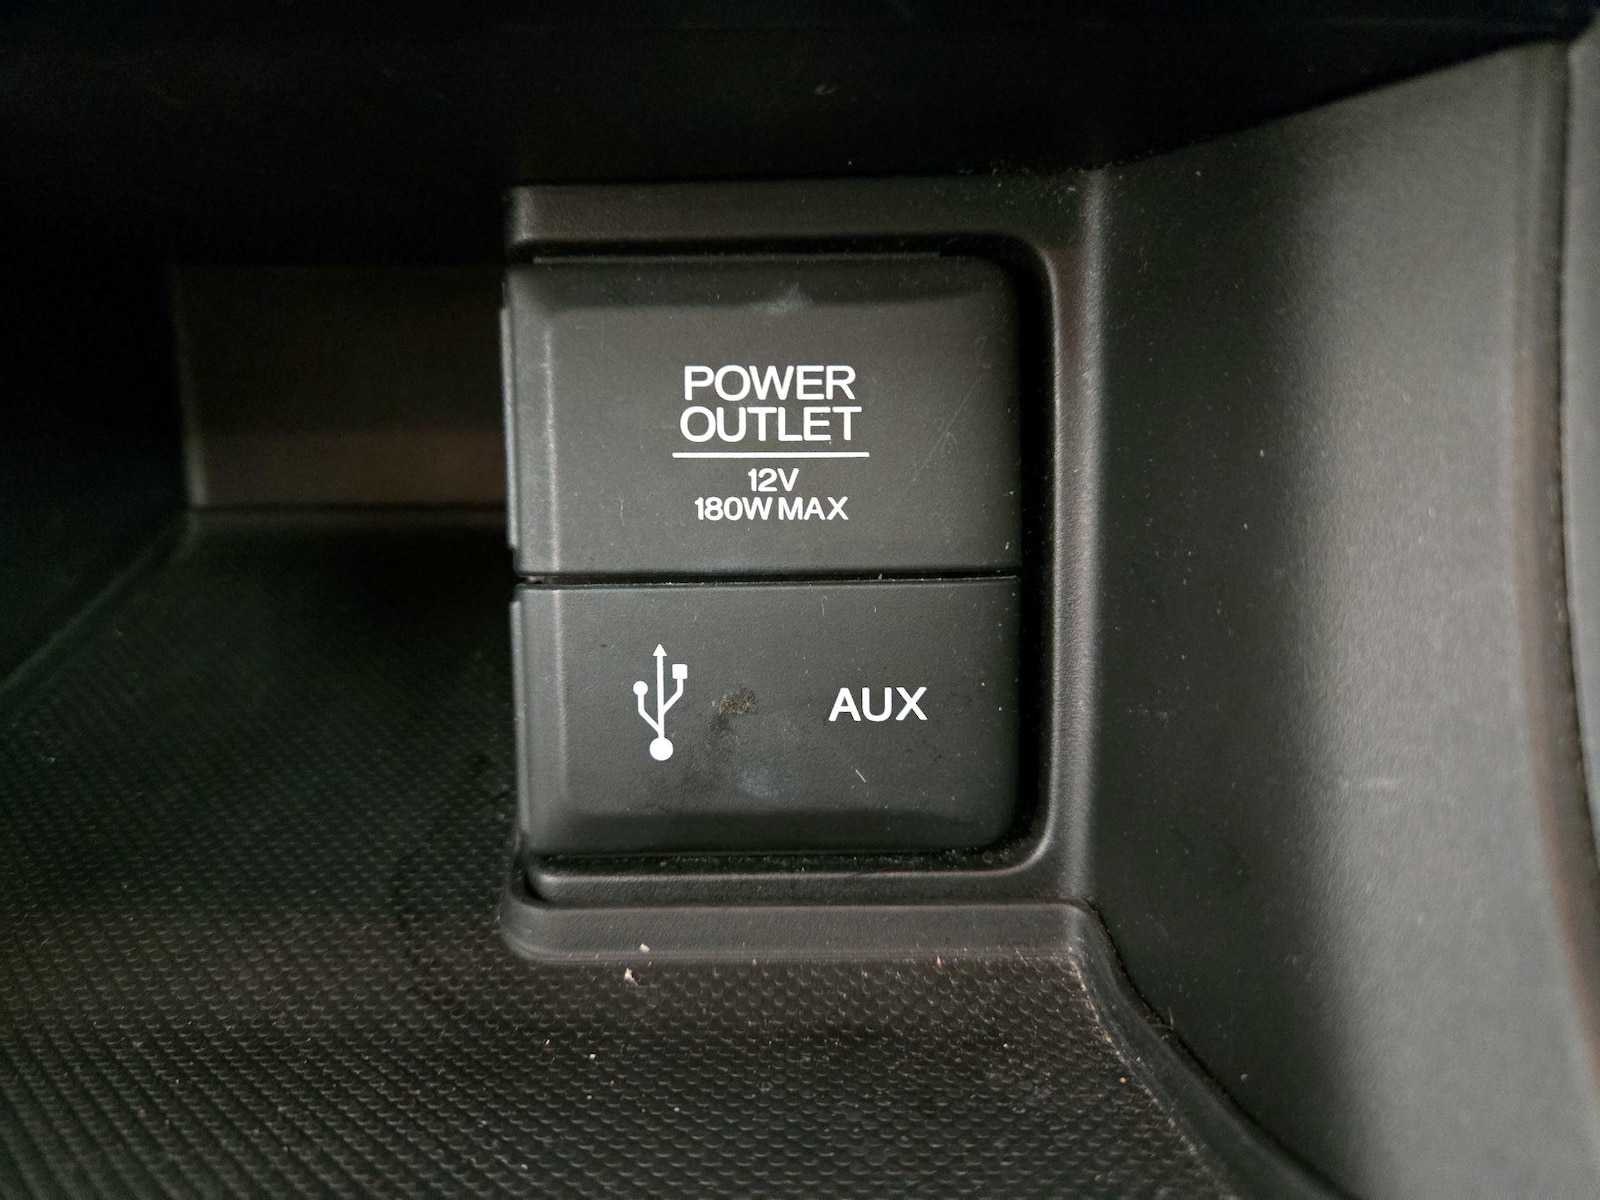 POWER
OUTLET
12V
180W MAX
AUX